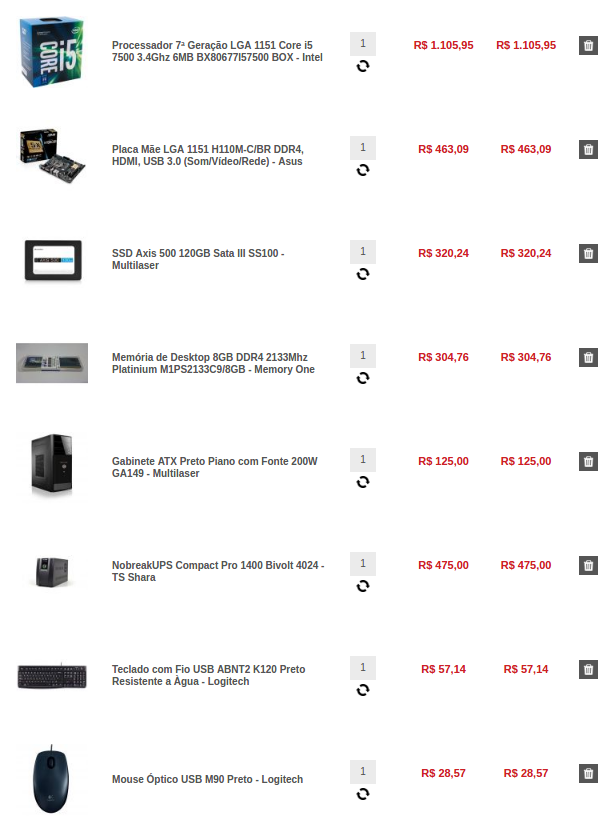 Processador 7ª Geração LGA 1151 Core i5
7500 3.4Ghz 6MB BX80677I57500 BOX - Intel
1
R$ 1.105,95
R$ 1.105,95
CORE i5
Placa Mãe LGA 1151 H110M-C/BR DDR4,
HDMI, USB 3.0 (Som/Vídeo/Rede) - Asus
1
R$ 463,09
R$ 463,09
SSD Axis 500 120GB Sata III SS100 -
Multilaser
1
R$ 320,24
R$ 320,24
Memória de Desktop 8GB DDR4 2133Mhz
Platinium M1PS2133C9/8GB - Memory One
1
R$ 304,76
R$ 304,76
Gabinete ATX Preto Piano com Fonte 200W
GA149 - Multilaser
1
R$ 125,00
R$ 125,00
NobreakUPS Compact Pro 1400 Bivolt 4024 -
TS Shara
1
R$ 475,00
R$ 475,00
Teclado com Fio USB ABNT2 K120 Preto
Resistente a Àgua - Logitech
1
R$ 57,14
R$ 57,14
Mouse Óptico USB M90 Preto - Logitech
1
R$ 28,57
R$ 28,57